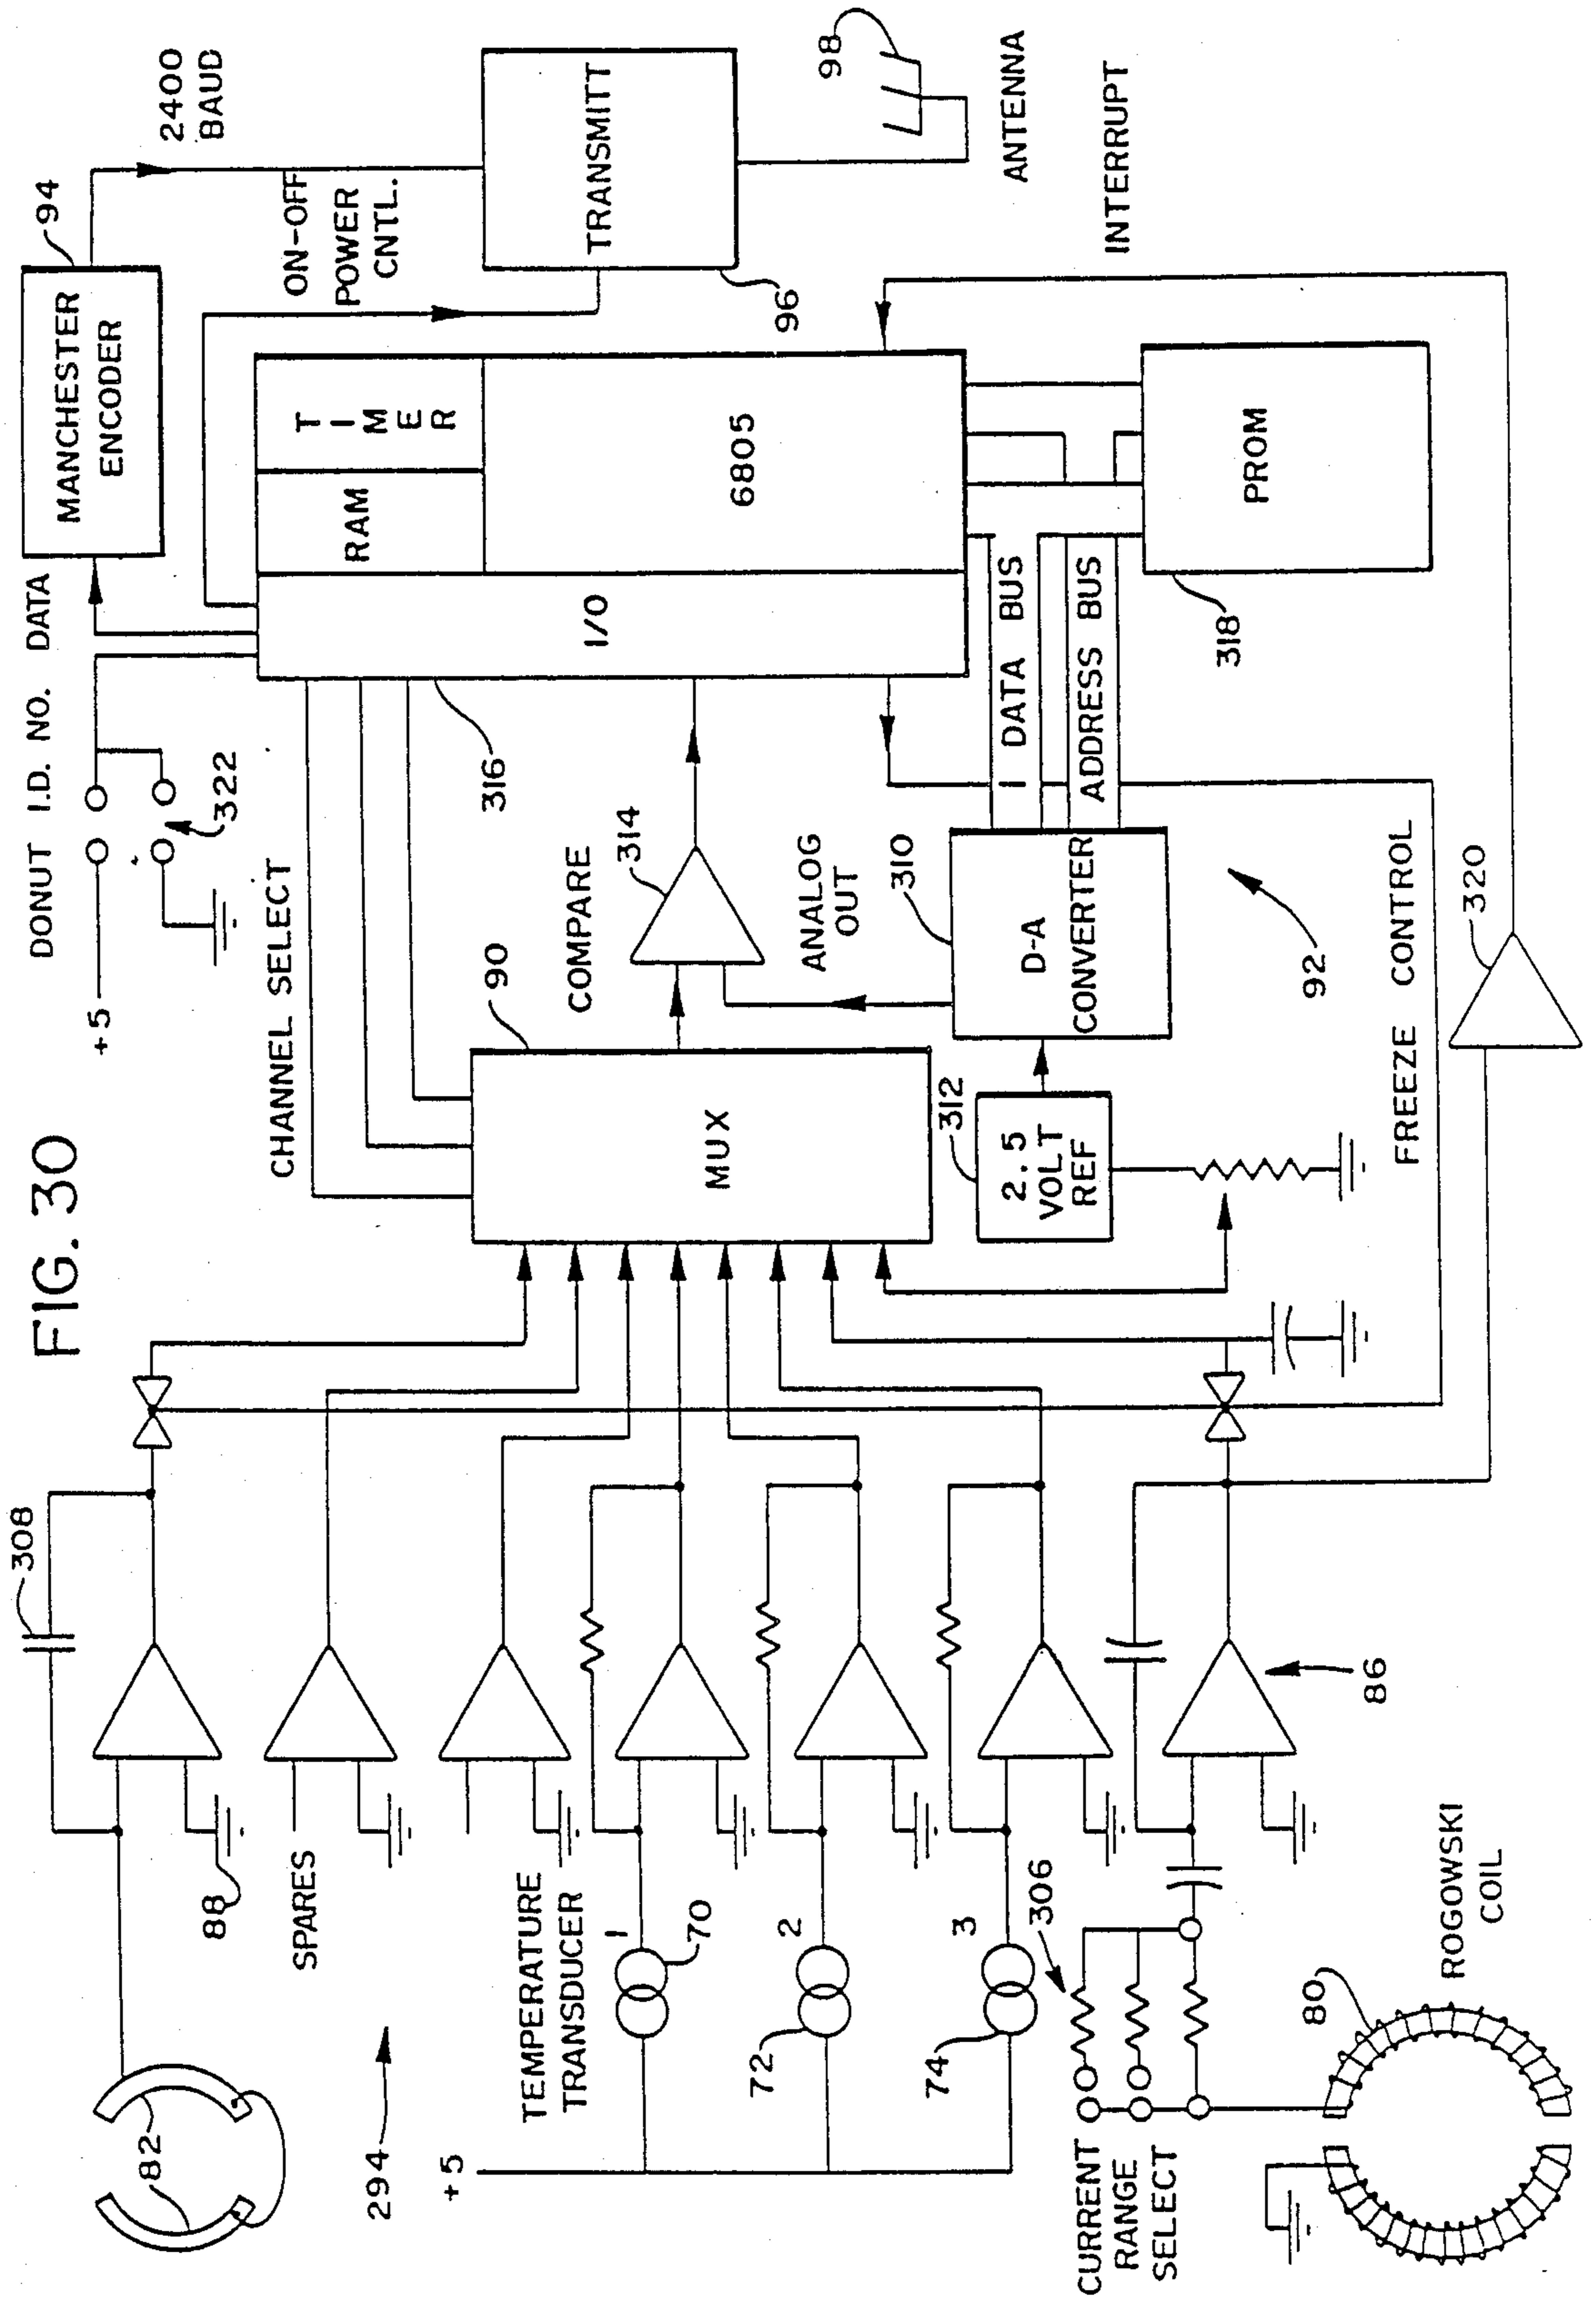 FIG. 30
DONUT I.D. NO. DATA
+5
322
MANCHESTER
ENCODER
94
2400
BAUD
ON-OFF
POWER
CNTL.
TRANSMITT
96
98
ANTENNA
INTERRUPT
CHANNEL SELECT
316
I/O
RAM
TIMER
6805
308
88
82
SPARES
294
TEMPERATURE
TRANSDUCER
+5
1
70
2
72
3
74
306
CURRENT
RANGE
SELECT
80
ROGOWSKI
COIL
86
MUX
90
COMPARE
314
ANALOG
OUT
310
D-A
CONVERTER
312
2.5
VOLT
REF
DATA BUS
ADDRESS BUS
PROM
318
92
FREEZE CONTROL
320